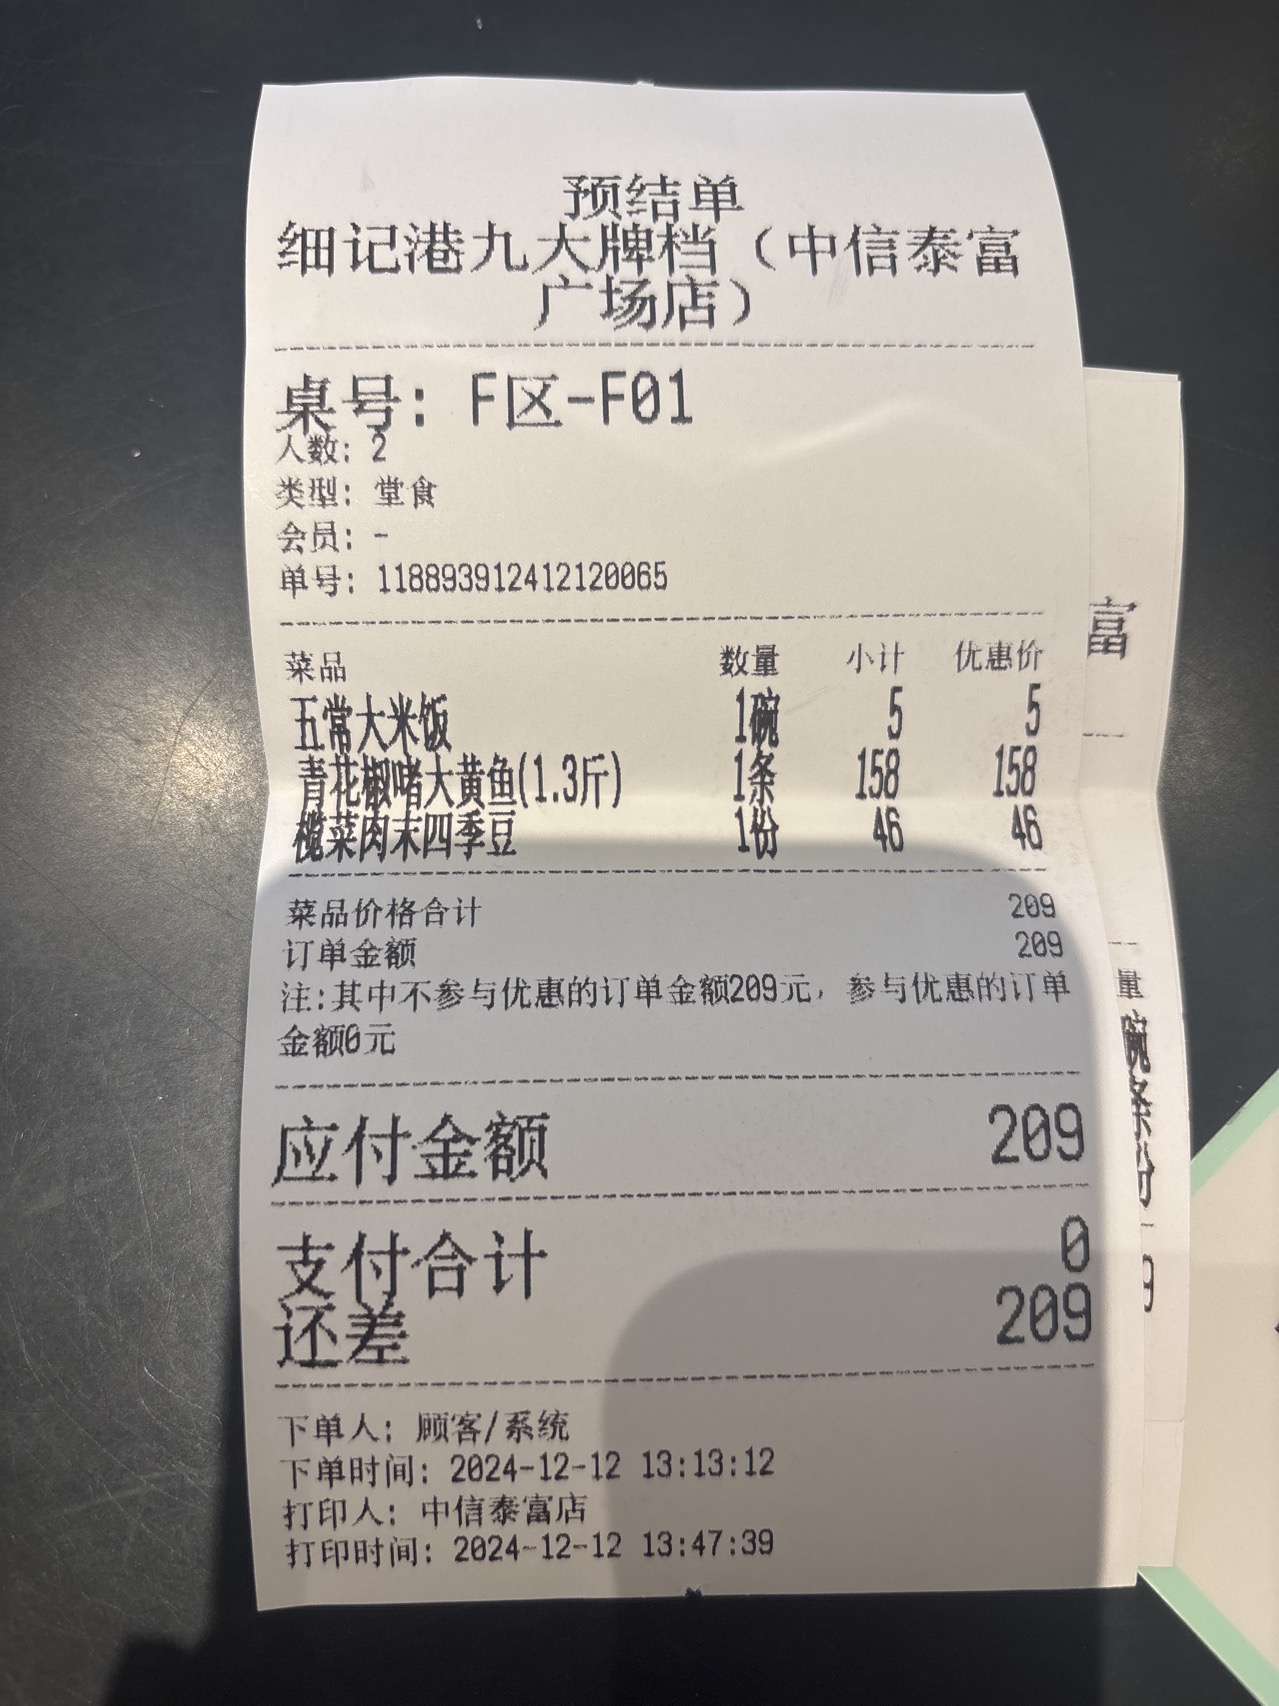 预结单
细记港九大牌档（中信泰富
广场店）
桌号: F区-F01
人数: 2
类型: 堂食
会员: -
单号: 118893912412120065
菜品 数量 小计 优惠价
五常大米饭 1碗 5 5
青花椒啫大黄鱼(1.3斤) 1条 158 158
榄菜肉末四季豆 1份 46 46
菜品价格合计 209
订单金额 209
注:其中不参与优惠的订单金额209元，参与优惠的订单
金额0元
应付金额 209
支付合计 0
还差 209
下单人: 顾客/系统
下单时间: 2024-12-12 13:13:12
打印人: 中信泰富店
打印时间: 2024-12-12 13:47:39
富
量
碗
条
份
9